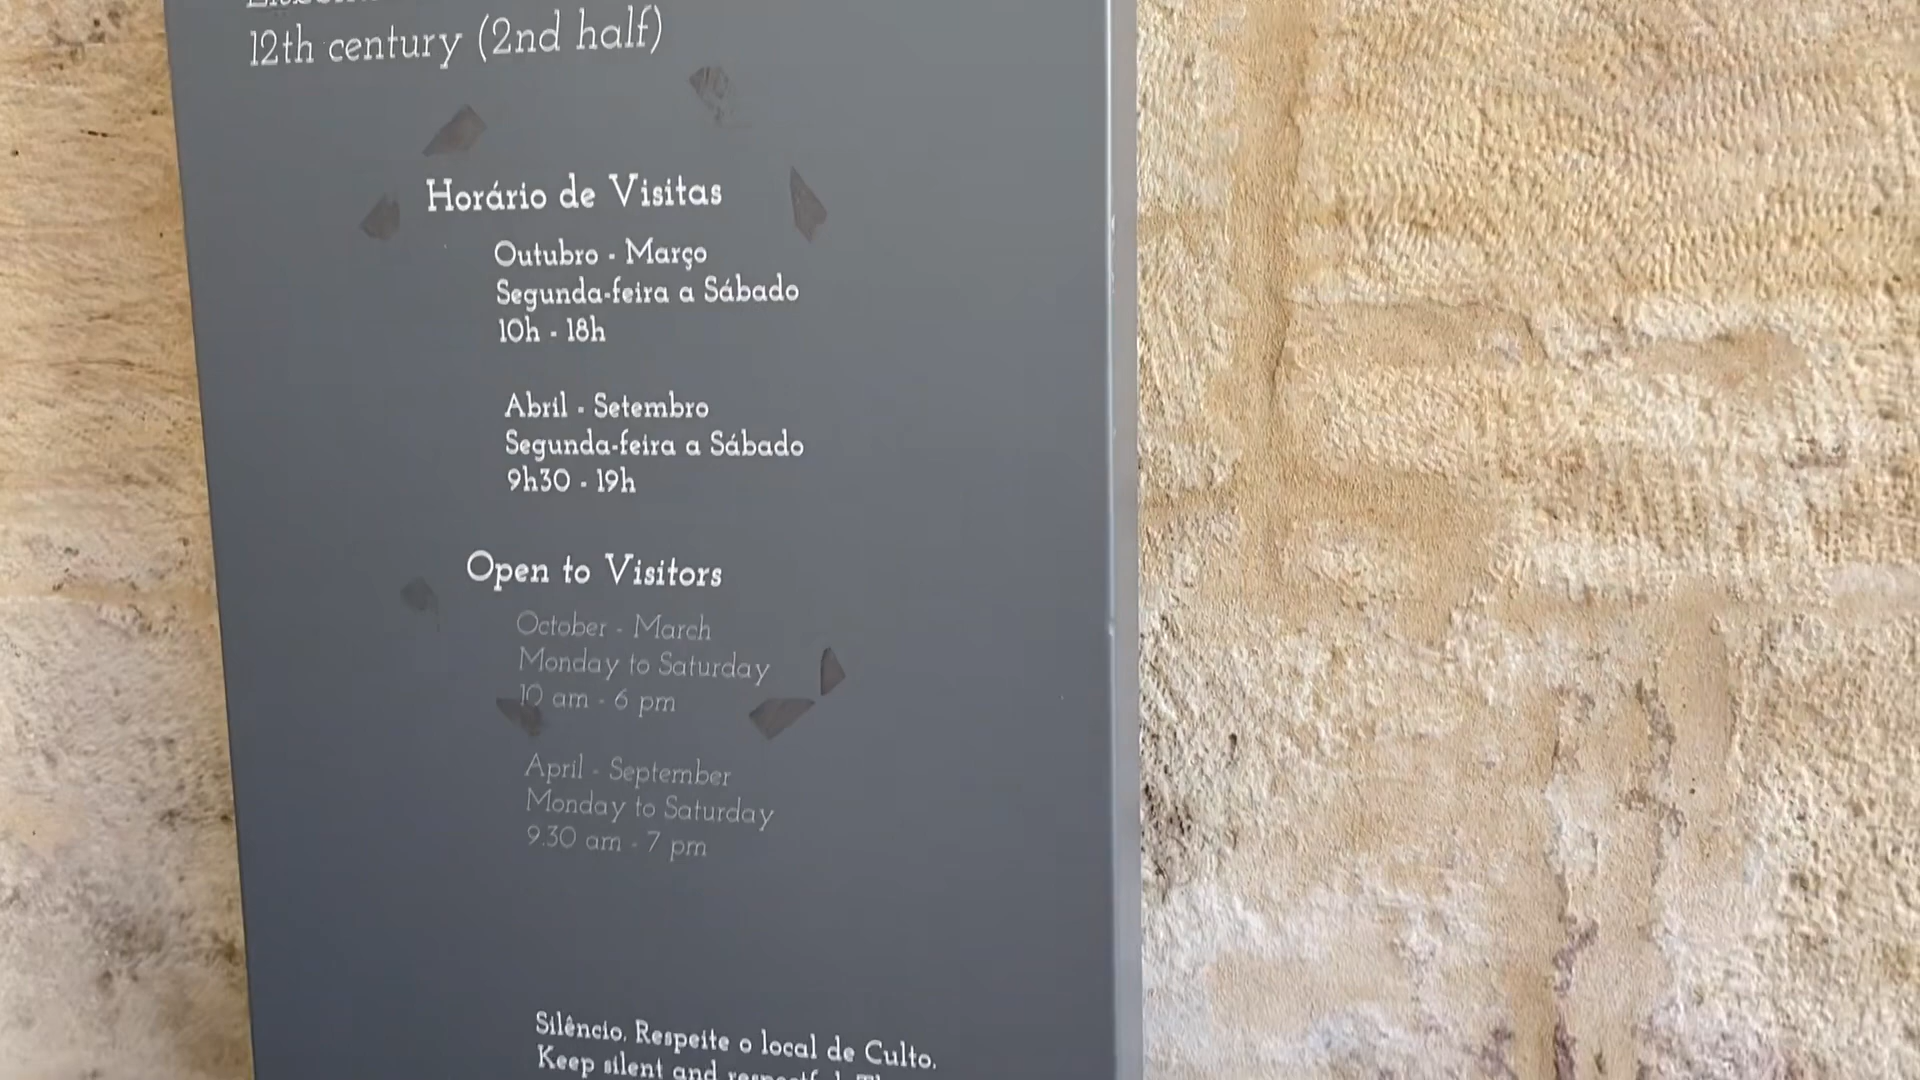 12th century (2nd half)
Horário de Visitas
Outubro - Março
Segunda-feira a Sábado
10h - 18h
Abril - Setembro
Segunda-feira a Sábado
9h30 - 19h
Open to Visitors
October - March
Monday to Saturday
10 am - 6 pm
April - September
Monday to Saturday
9.30 am - 7 pm
Silêncio, Respeite o local de Culto.
Keep silent and